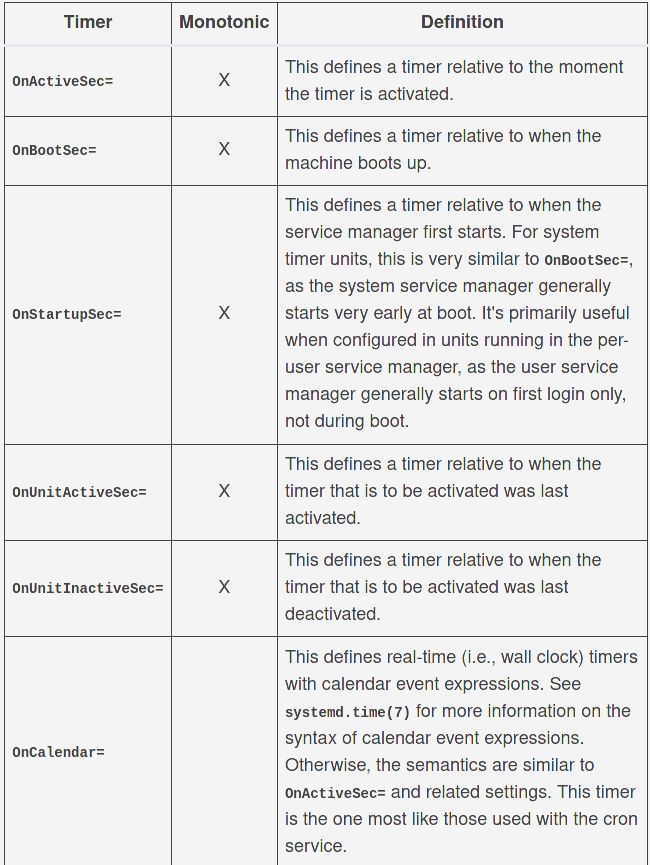 Timer Monotonic Definition
OnActiveSec= X This defines a timer relative to the moment
the timer is activated.
OnBootSec= X This defines a timer relative to when the
machine boots up.
OnStartupSec= X This defines a timer relative to when the
service manager first starts. For system
timer units, this is very similar to OnBootSec=,
as the system service manager generally
starts very early at boot. It's primarily useful
when configured in units running in the per-
user service manager, as the user service
manager generally starts on first login only,
not during boot.
OnUnitActiveSec= X This defines a timer relative to when the
timer that is to be activated was last
activated.
OnUnitInactiveSec= X This defines a timer relative to when the
timer that is to be activated was last
deactivated.
OnCalendar= This defines real-time (i.e., wall clock) timers
with calendar event expressions. See
systemd.time(7) for more information on the
syntax of calendar event expressions.
Otherwise, the semantics are similar to
OnActiveSec= and related settings. This timer
is the one most like those used with the cron
service.